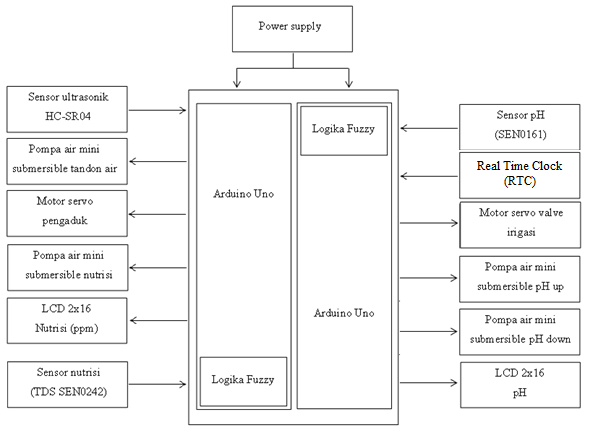 Power supply
Sensor ultrasonik
HC-SR04
Pompa air mini
submersible tandon air
Motor servo
pengaduk
Pompa air mini
submersible nutrisi
LCD 2x16
Nutrisi (ppm)
Sensor nutrisi
(TDS SEN0242)
Arduino Uno
Logika Fuzzy
Logika Fuzzy
Arduino Uno
Sensor pH
(SEN0161)
Real Time Clock
(RTC)
Motor servo valve
irigasi
Pompa air mini
submersible pH up
Pompa air mini
submersible pH down
LCD 2x16
pH